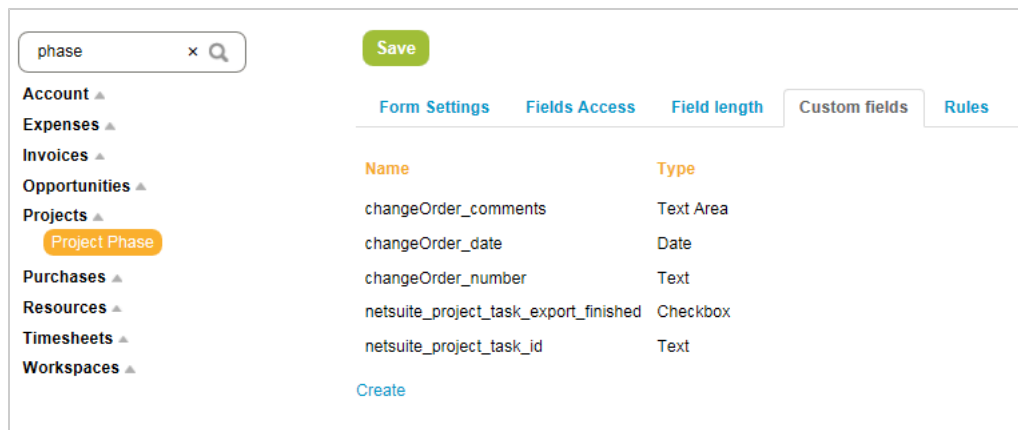 phase ×
Account
Expenses
Invoices
Opportunities
Projects
Project Phase
Purchases
Resources
Timesheets
Workspaces
Save
Form Settings Fields Access Field length Custom fields Rules
Name Type
changeOrder_comments Text Area
changeOrder_date Date
changeOrder_number Text
netsuite_project_task_export_finished Checkbox
netsuite_project_task_id Text
Create